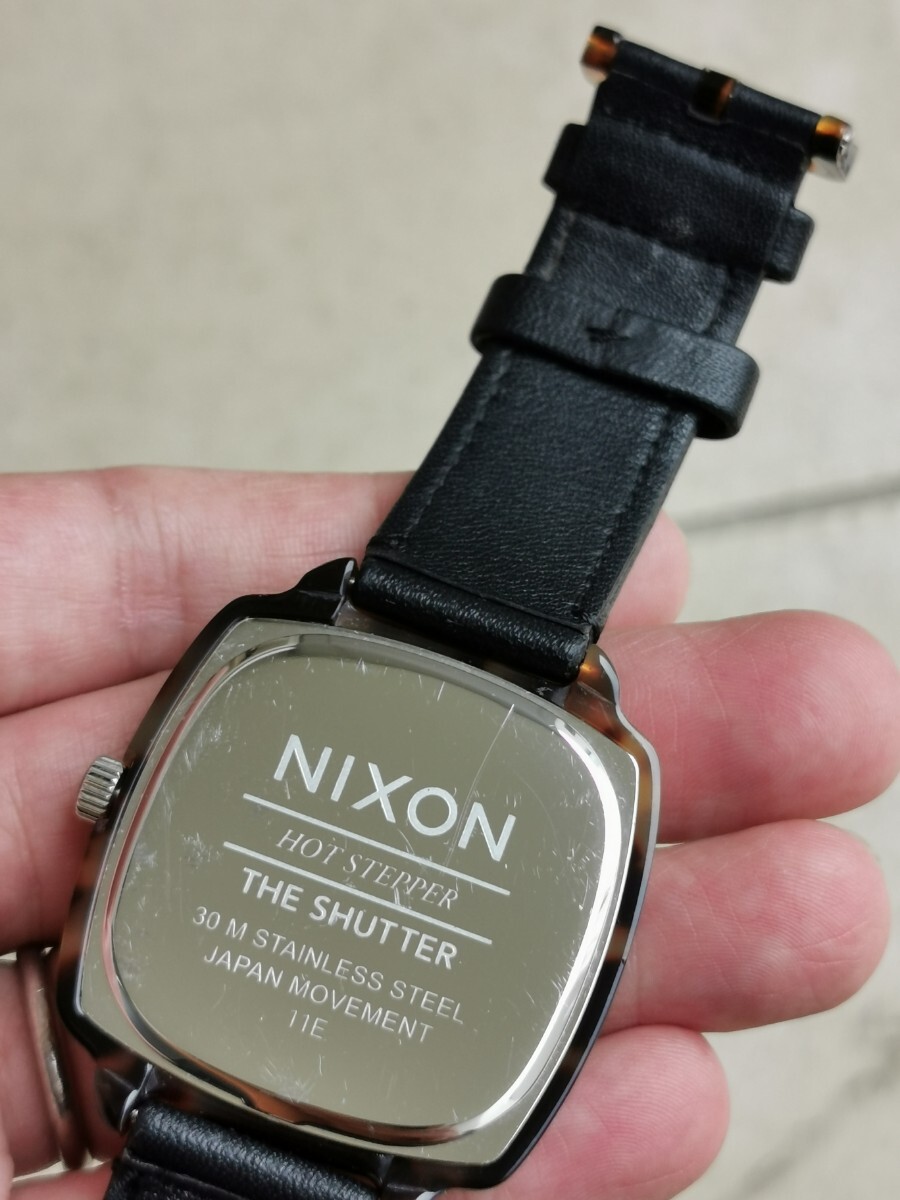 NIXON
HOT STEPPER
THE SHUTTER
30 M STAINLESS STEEL
JAPAN MOVEMENT
11E